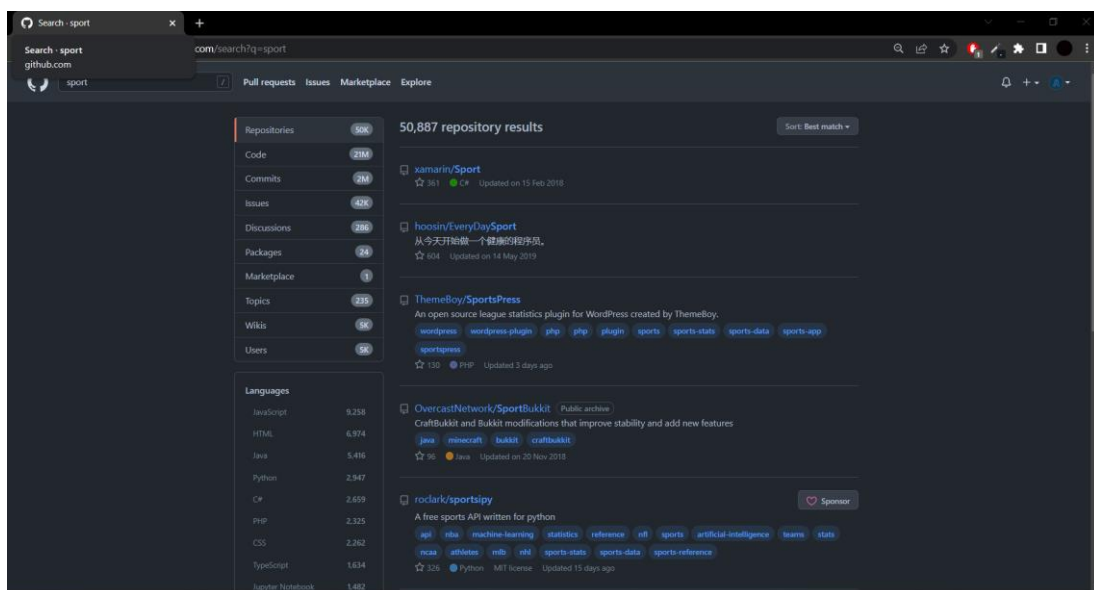 Search · sport
Search · sport
github.com
com/search?q=sport
sport
/
Pull requests Issues Marketplace Explore
Repositories 50K
Code 21M
Commits 2M
Issues 42K
Discussions 286
Packages 24
Marketplace 1
Topics 235
Wikis 5K
Users 5K
Languages
JavaScript 9,258
HTML 6,974
Java 5,416
Python 2,947
C# 2,659
PHP 2,325
CSS 2,262
TypeScript 1,634
Jupyter Notebook 1,482
50,887 repository results
Sort: Best match
xamarin/Sport
361 C# Updated on 15 Feb 2018
hoosin/EveryDaySport
从今天开始做一个健康的程序员。
604 Updated on 14 May 2019
ThemeBoy/SportsPress
An open source league statistics plugin for WordPress created by ThemeBoy.
wordpress wordpress-plugin php php plugin sports sports-stats sports-data sports-app
sportspress
130 PHP Updated 3 days ago
OvercastNetwork/SportBukkit Public archive
CraftBukkit and Bukkit modifications that improve stability and add new features
java minecraft bukkit craftbukkit
96 Java Updated on 20 Nov 2018
roclark/sportsipy
Sponsor
A free sports API written for python
api nba machine-learning statistics reference nfl sports artificial-intelligence teams stats
ncaa athletes mlb nhl sports-stats sports-data sports-reference
326 Python MIT license Updated 15 days ago